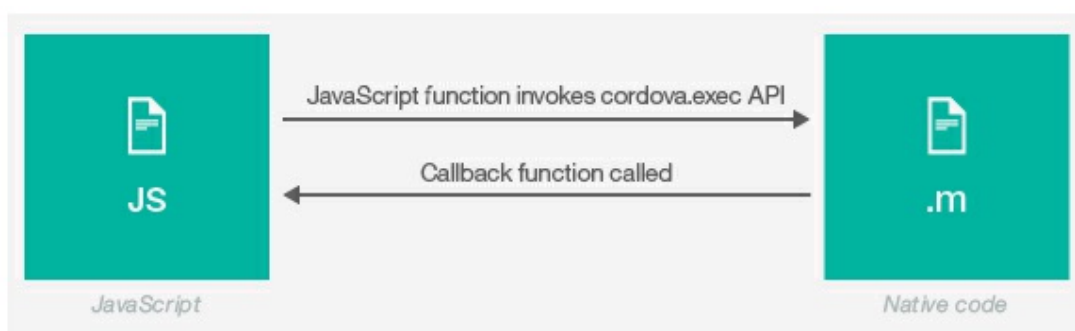 JavaScript function invokes cordova.exec API
Callback function called
JS
.m
JavaScript
Native code